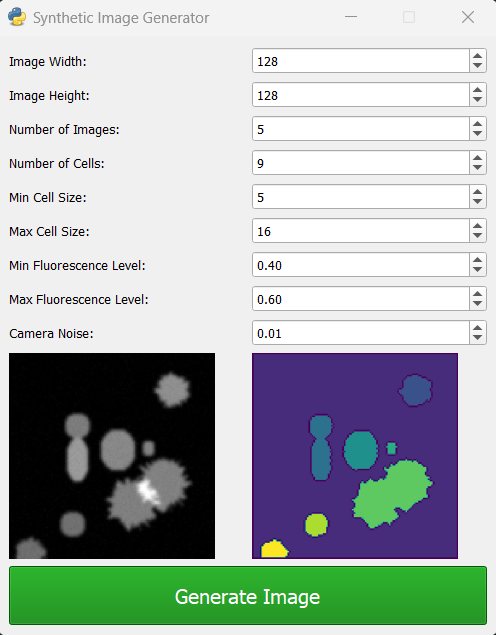 Synthetic Image Generator
Image Width: 128
Image Height: 128
Number of Images: 5
Number of Cells: 9
Min Cell Size: 5
Max Cell Size: 16
Min Fluorescence Level: 0.40
Max Fluorescence Level: 0.60
Camera Noise: 0.01
Generate Image